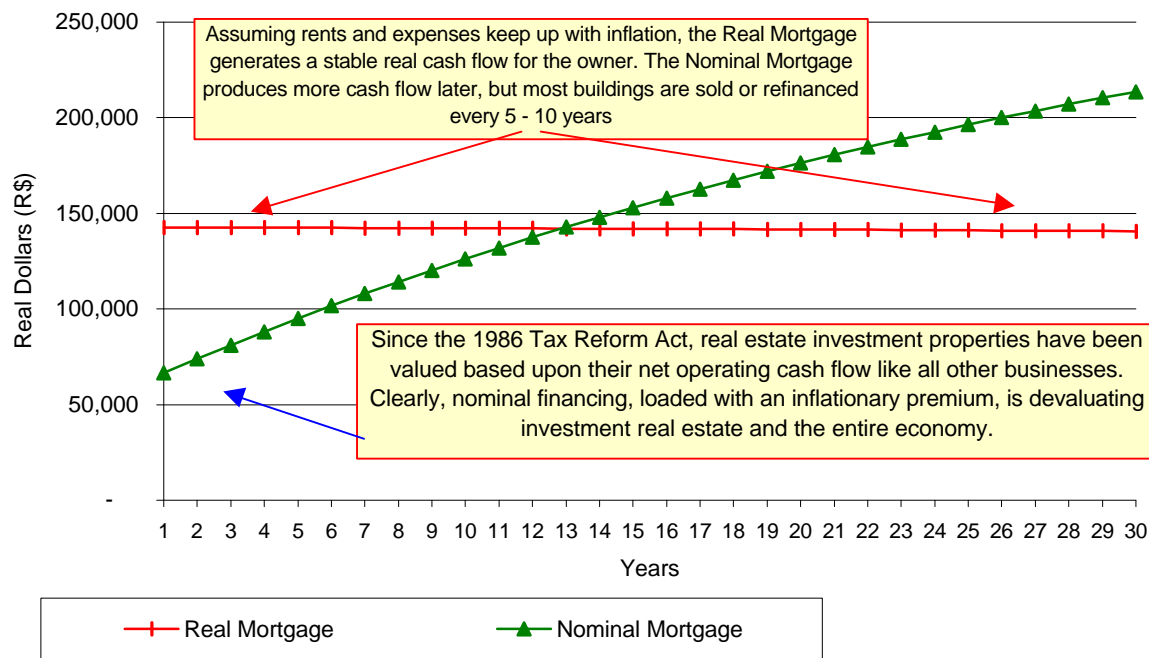 250,000
200,000
150,000
100,000
50,000
-
Real Dollars (R$)
Assuming rents and expenses keep up with inflation, the Real Mortgage
generates a stable real cash flow for the owner. The Nominal Mortgage
produces more cash flow later, but most buildings are sold or refinanced
every 5 - 10 years
Since the 1986 Tax Reform Act, real estate investment properties have been
valued based upon their net operating cash flow like all other businesses.
Clearly, nominal financing, loaded with an inflationary premium, is devaluating
investment real estate and the entire economy.
1 2 3 4 5 6 7 8 9 10 11 12 13 14 15 16 17 18 19 20 21 22 23 24 25 26 27 28 29 30
Years
Real Mortgage Nominal Mortgage